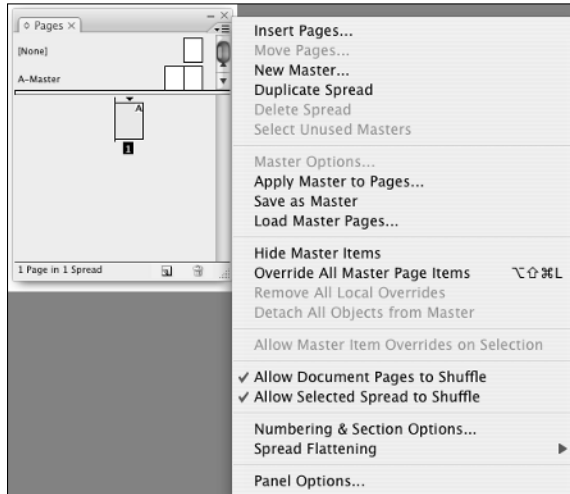 Pages
[None]
A-Master
A
1
1 Page in 1 Spread
Insert Pages...
Move Pages...
New Master...
Duplicate Spread
Delete Spread
Select Unused Masters
Master Options...
Apply Master to Pages...
Save as Master
Load Master Pages...
Hide Master Items
Override All Master Page Items ⌥⇧⌘L
Remove All Local Overrides
Detach All Objects from Master
Allow Master Item Overrides on Selection
✓ Allow Document Pages to Shuffle
✓ Allow Selected Spread to Shuffle
Numbering & Section Options...
Spread Flattening
Panel Options...